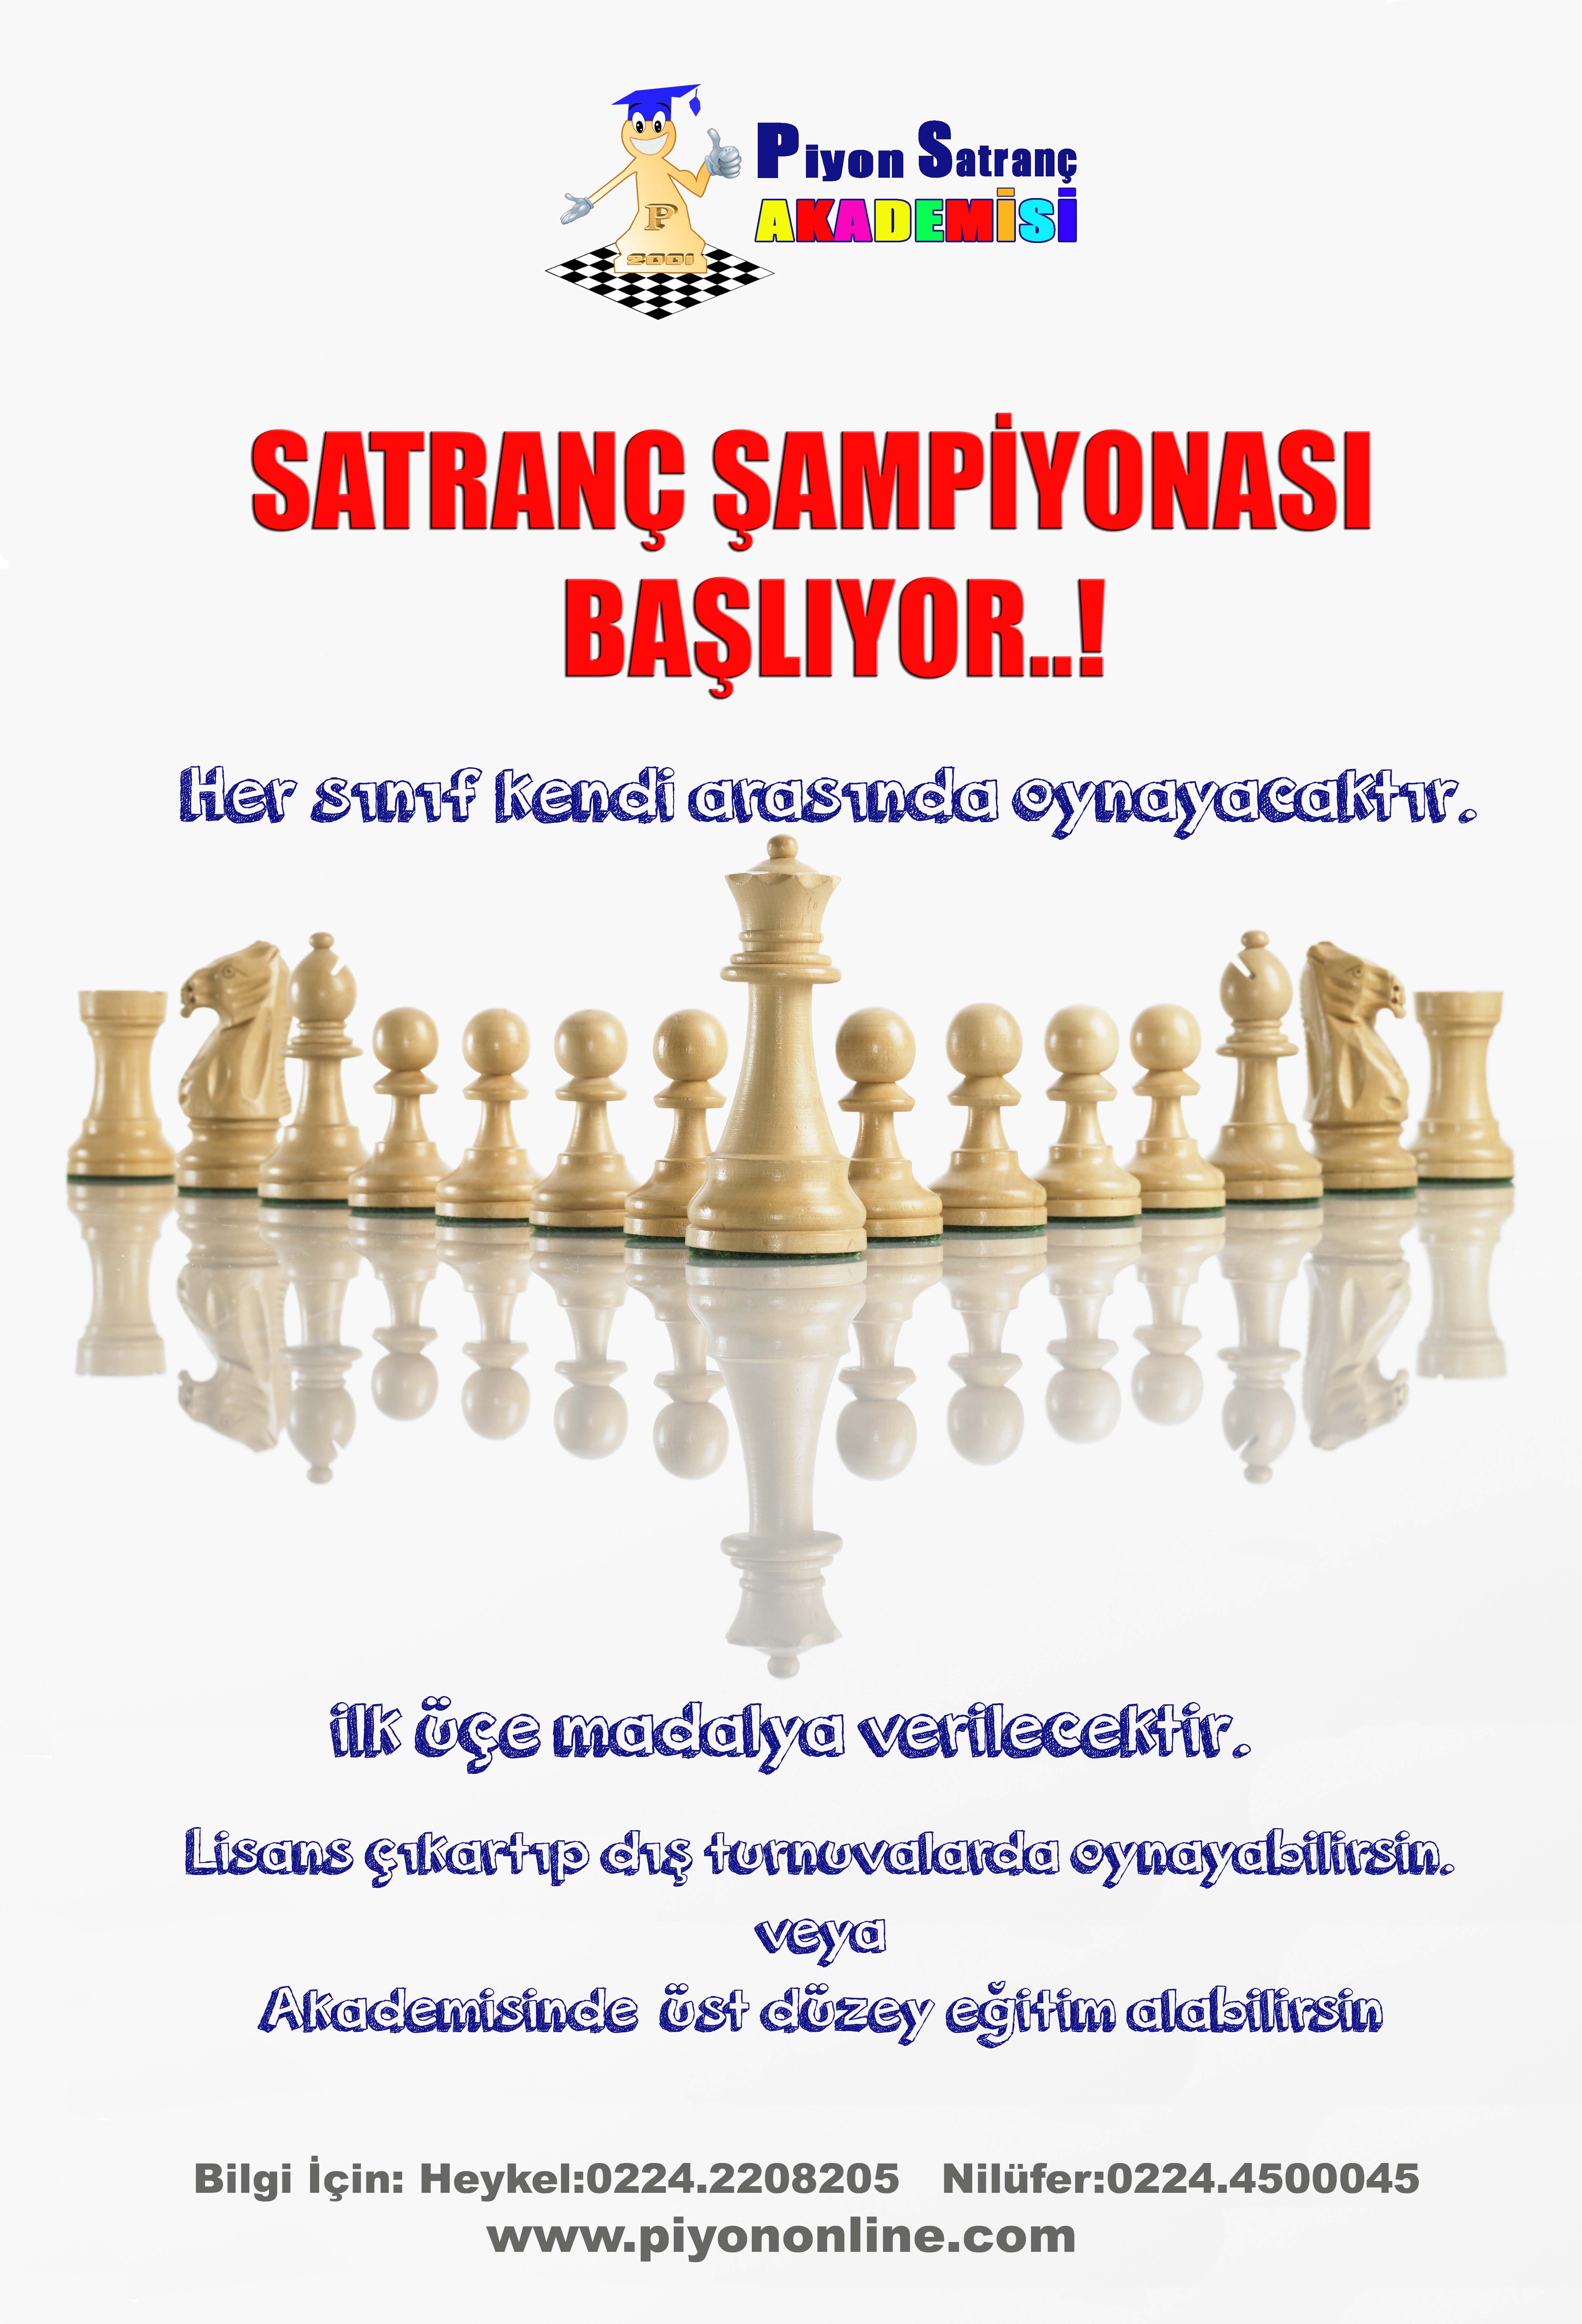 Piyon Satranç
AKADEMİSİ
P
2001
SATRANÇ ŞAMPİYONASI
BAŞLIYOR..!
Her sınıf kendi arasında oynayacaktır.
ilk üçe madalya verilecektir.
Lisans çıkartıp dış turnuvalarda oynayabilirsin.
veya
Akademisinde üst düzey eğitim alabilirsin
Bilgi İçin: Heykel:0224.2208205 Nilüfer:0224.4500045
www.piyononline.com